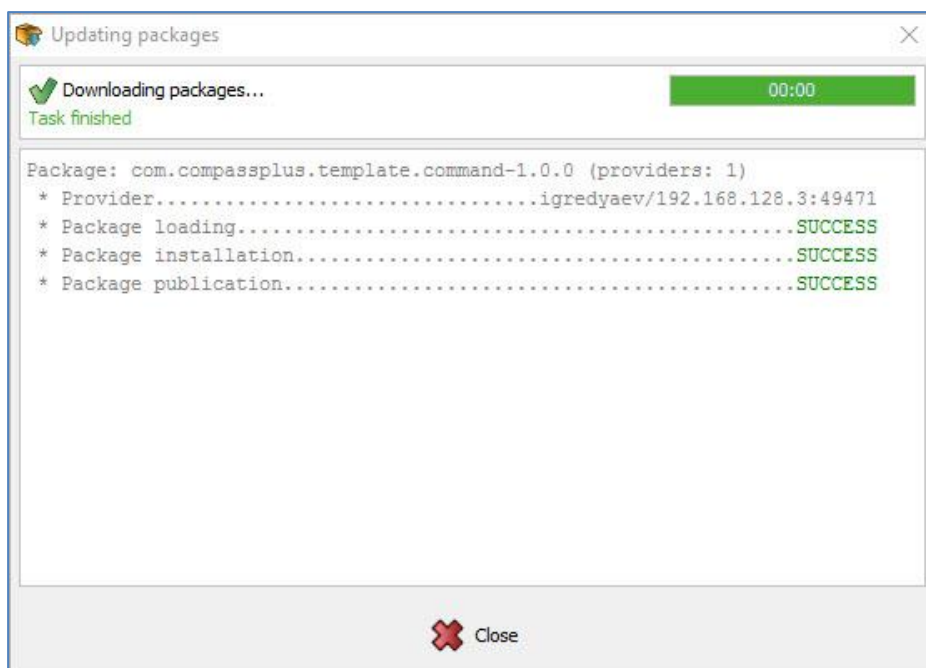 Updating packages
Downloading packages...
00:00
Task finished
Package: com.compassplus.template.command-1.0.0 (providers: 1)
* Provider.................................igredyaev/192.168.128.3:49471
* Package loading................................................SUCCESS
* Package installation...........................................SUCCESS
* Package publication............................................SUCCESS
Close